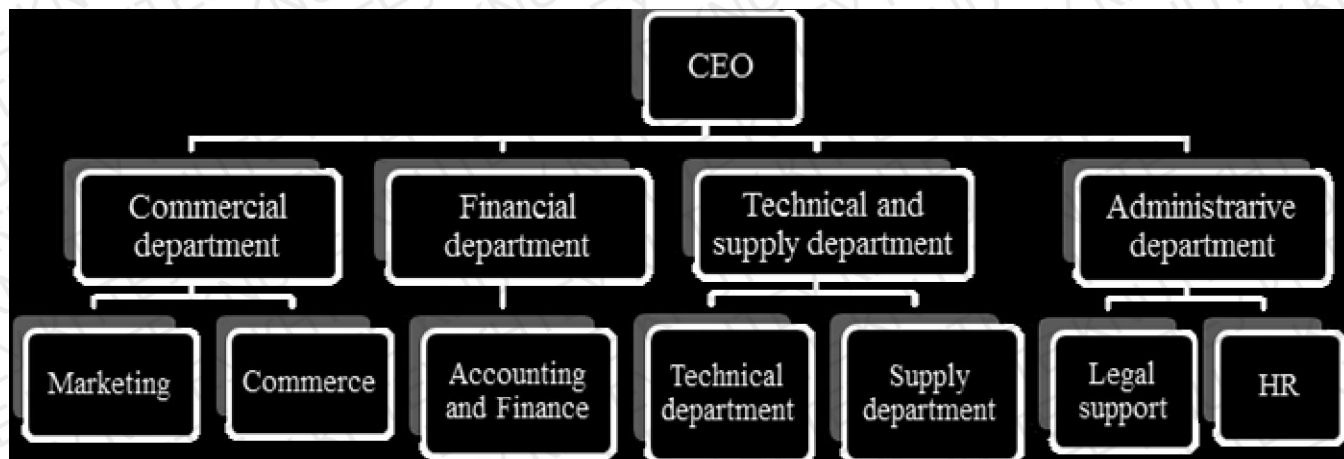 CEO
Commercial
department
Financial
department
Technical and
supply department
Administrarive
department
Marketing
Commerce
Accounting
and Finance
Technical
department
Supply
department
Legal
support
HR